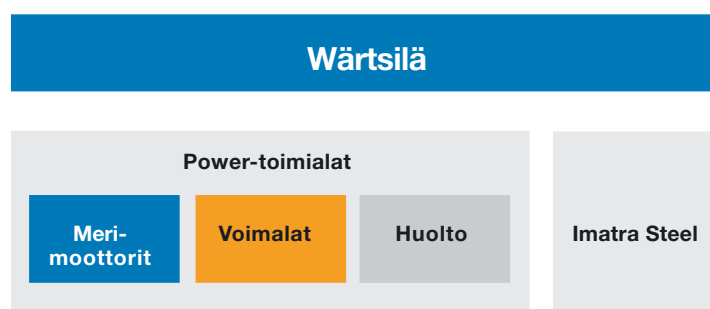 Wärtsilä
Power-toimialat
Meri-
moottorit
Voimalat
Huolto
Imatra Steel